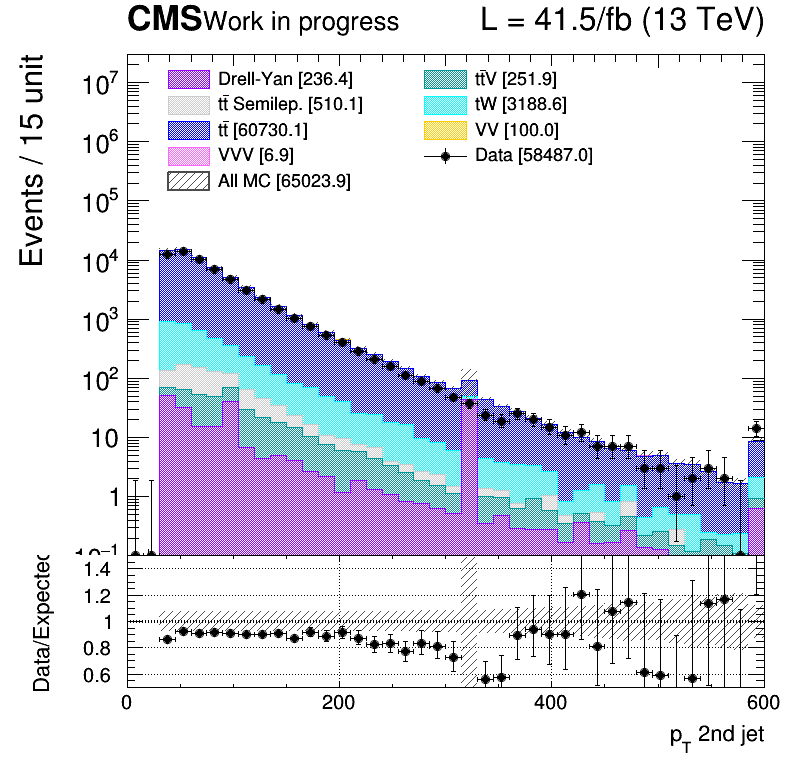 CMS Work in progress L = 41.5/fb (13 TeV)
Events / 15 unit
Drell-Yan [236.4]
tt̄V [251.9]
tt̄ Semilep. [510.1]
tW [3188.6]
tt̄ [60730.1]
VV [100.0]
VVV [6.9]
Data [58487.0]
All MC [65023.9]
10⁷
10⁶
10⁵
10⁴
10³
10²
10
1
10⁻¹
Data/Expected
1.4
1.2
1
0.8
0.6
0 200 400 600
p_T 2nd jet